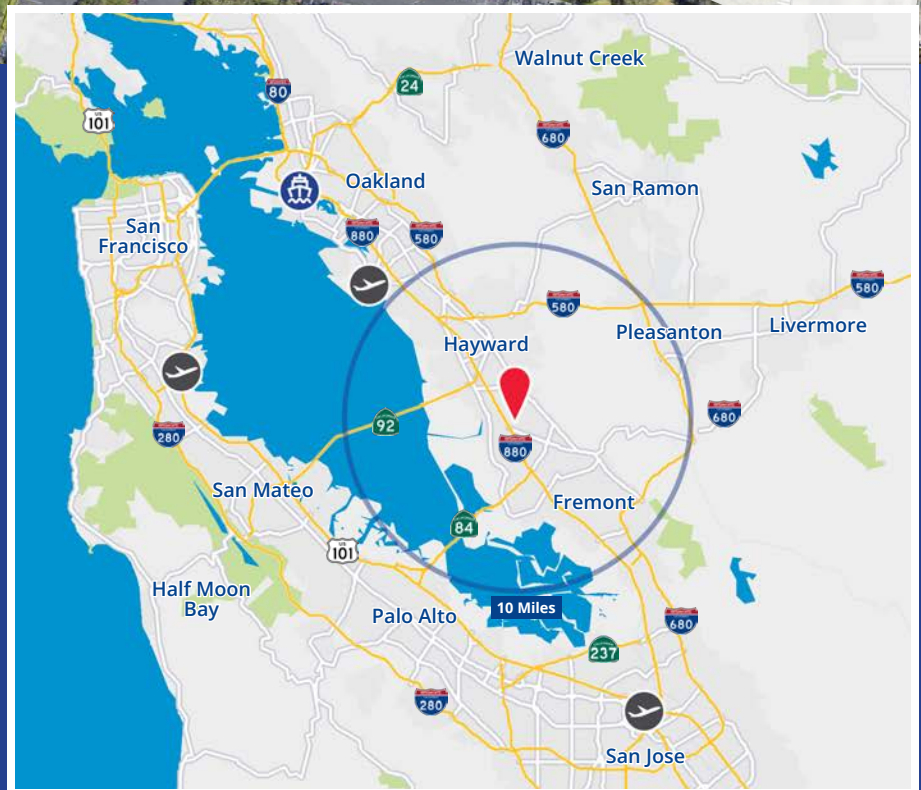 Walnut Creek
80
24
US
101
680
Oakland
San Ramon
San
Francisco
880
580
580
580
Pleasanton
Livermore
Hayward
92
680
280
880
San Mateo
Fremont
84
US
101
Half Moon
Bay
10 Miles
Palo Alto
680
237
280
San Jose